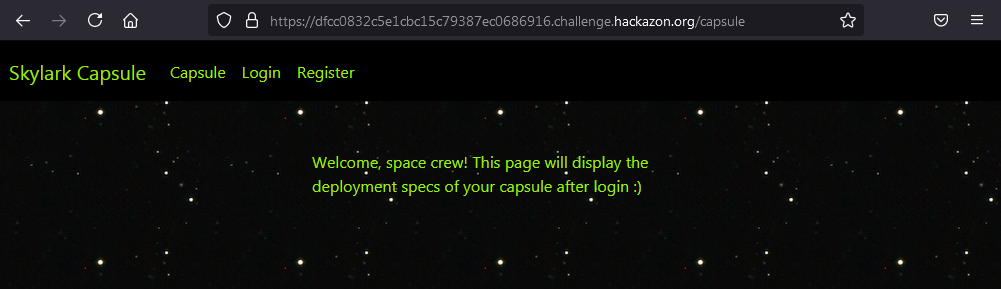 https://dfcc0832c5e1cbc15c79387ec0686916.challenge.hackazon.org/capsule
Skylark Capsule Capsule Login Register
Welcome, space crew! This page will display the
deployment specs of your capsule after login :)